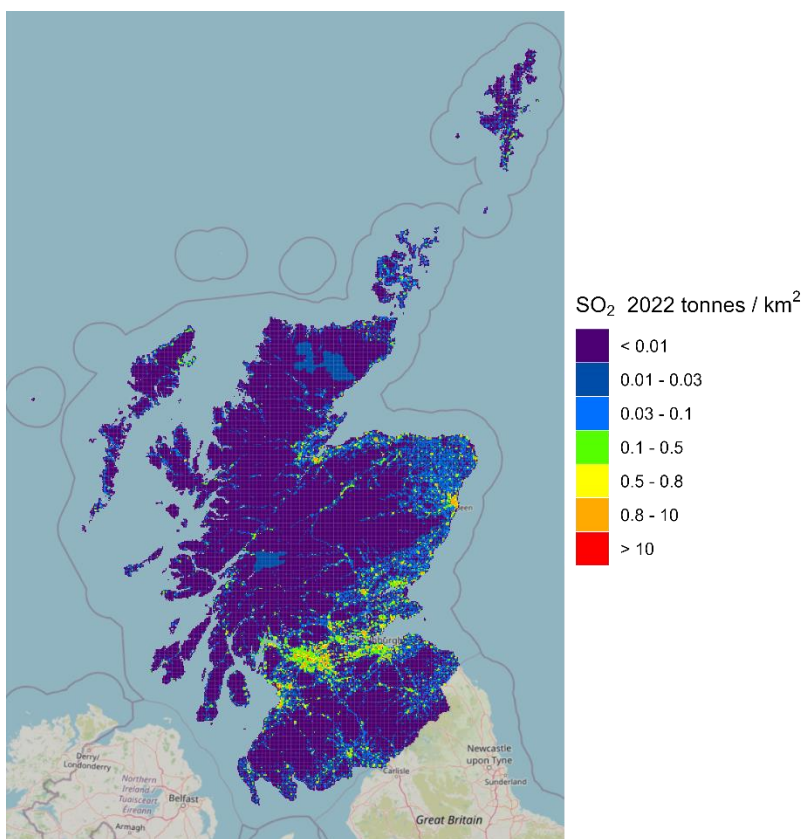 SO₂ 2022 tonnes / km²
< 0.01
0.01 - 0.03
0.03 - 0.1
0.1 - 0.5
0.5 - 0.8
0.8 - 10
> 10
Derry/
Londonderry
Northern
Ireland
Tuaisceart
Éireann
Belfast
Armagh
Carlisle
Newcastle
upon Tyne
Sunderland
Great Britain